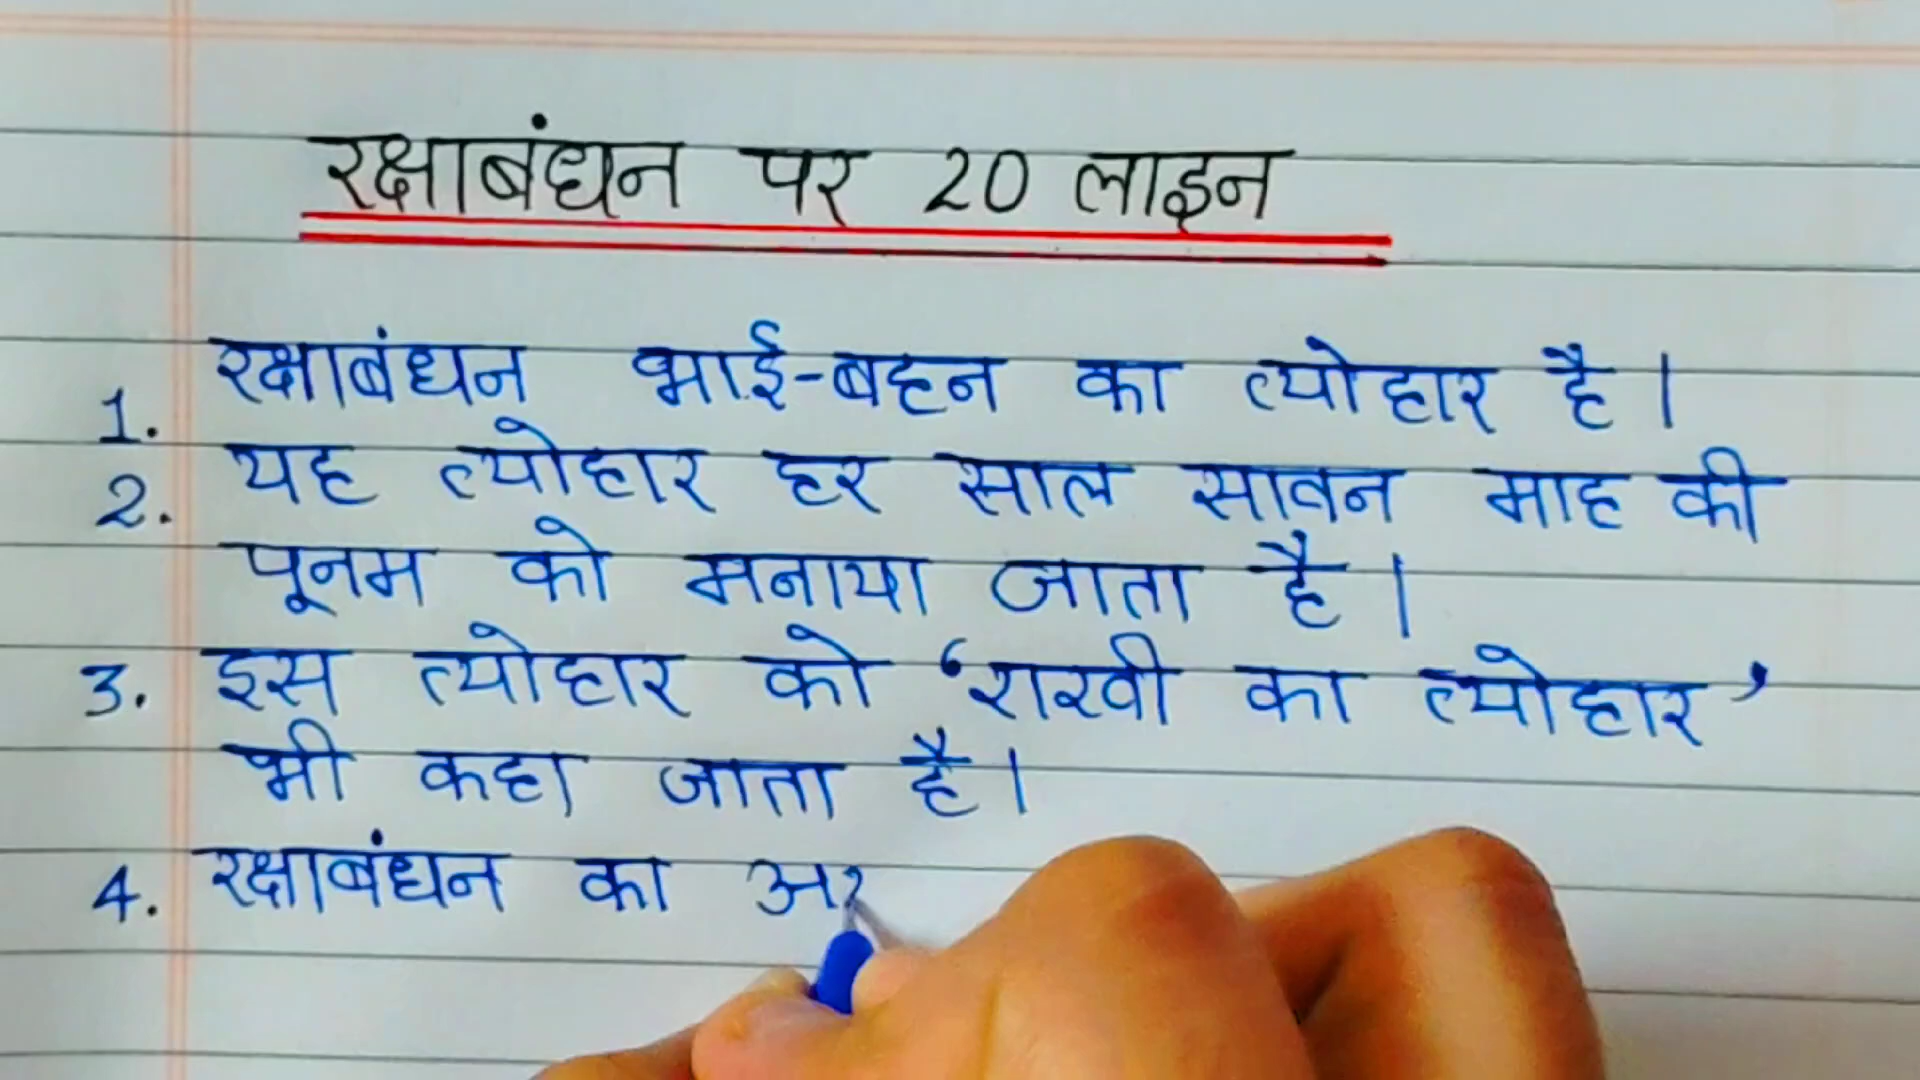 रक्षाबंधन पर 20 लाइन
1. रक्षाबंधन भाई-बहन का त्योहार है।
2. यह त्योहार हर साल सावन माह की
पूनम को मनाया जाता है।
3. इस त्योहार को ‘राखी का त्योहार’
भी कहा जाता है।
4. रक्षाबंधन का